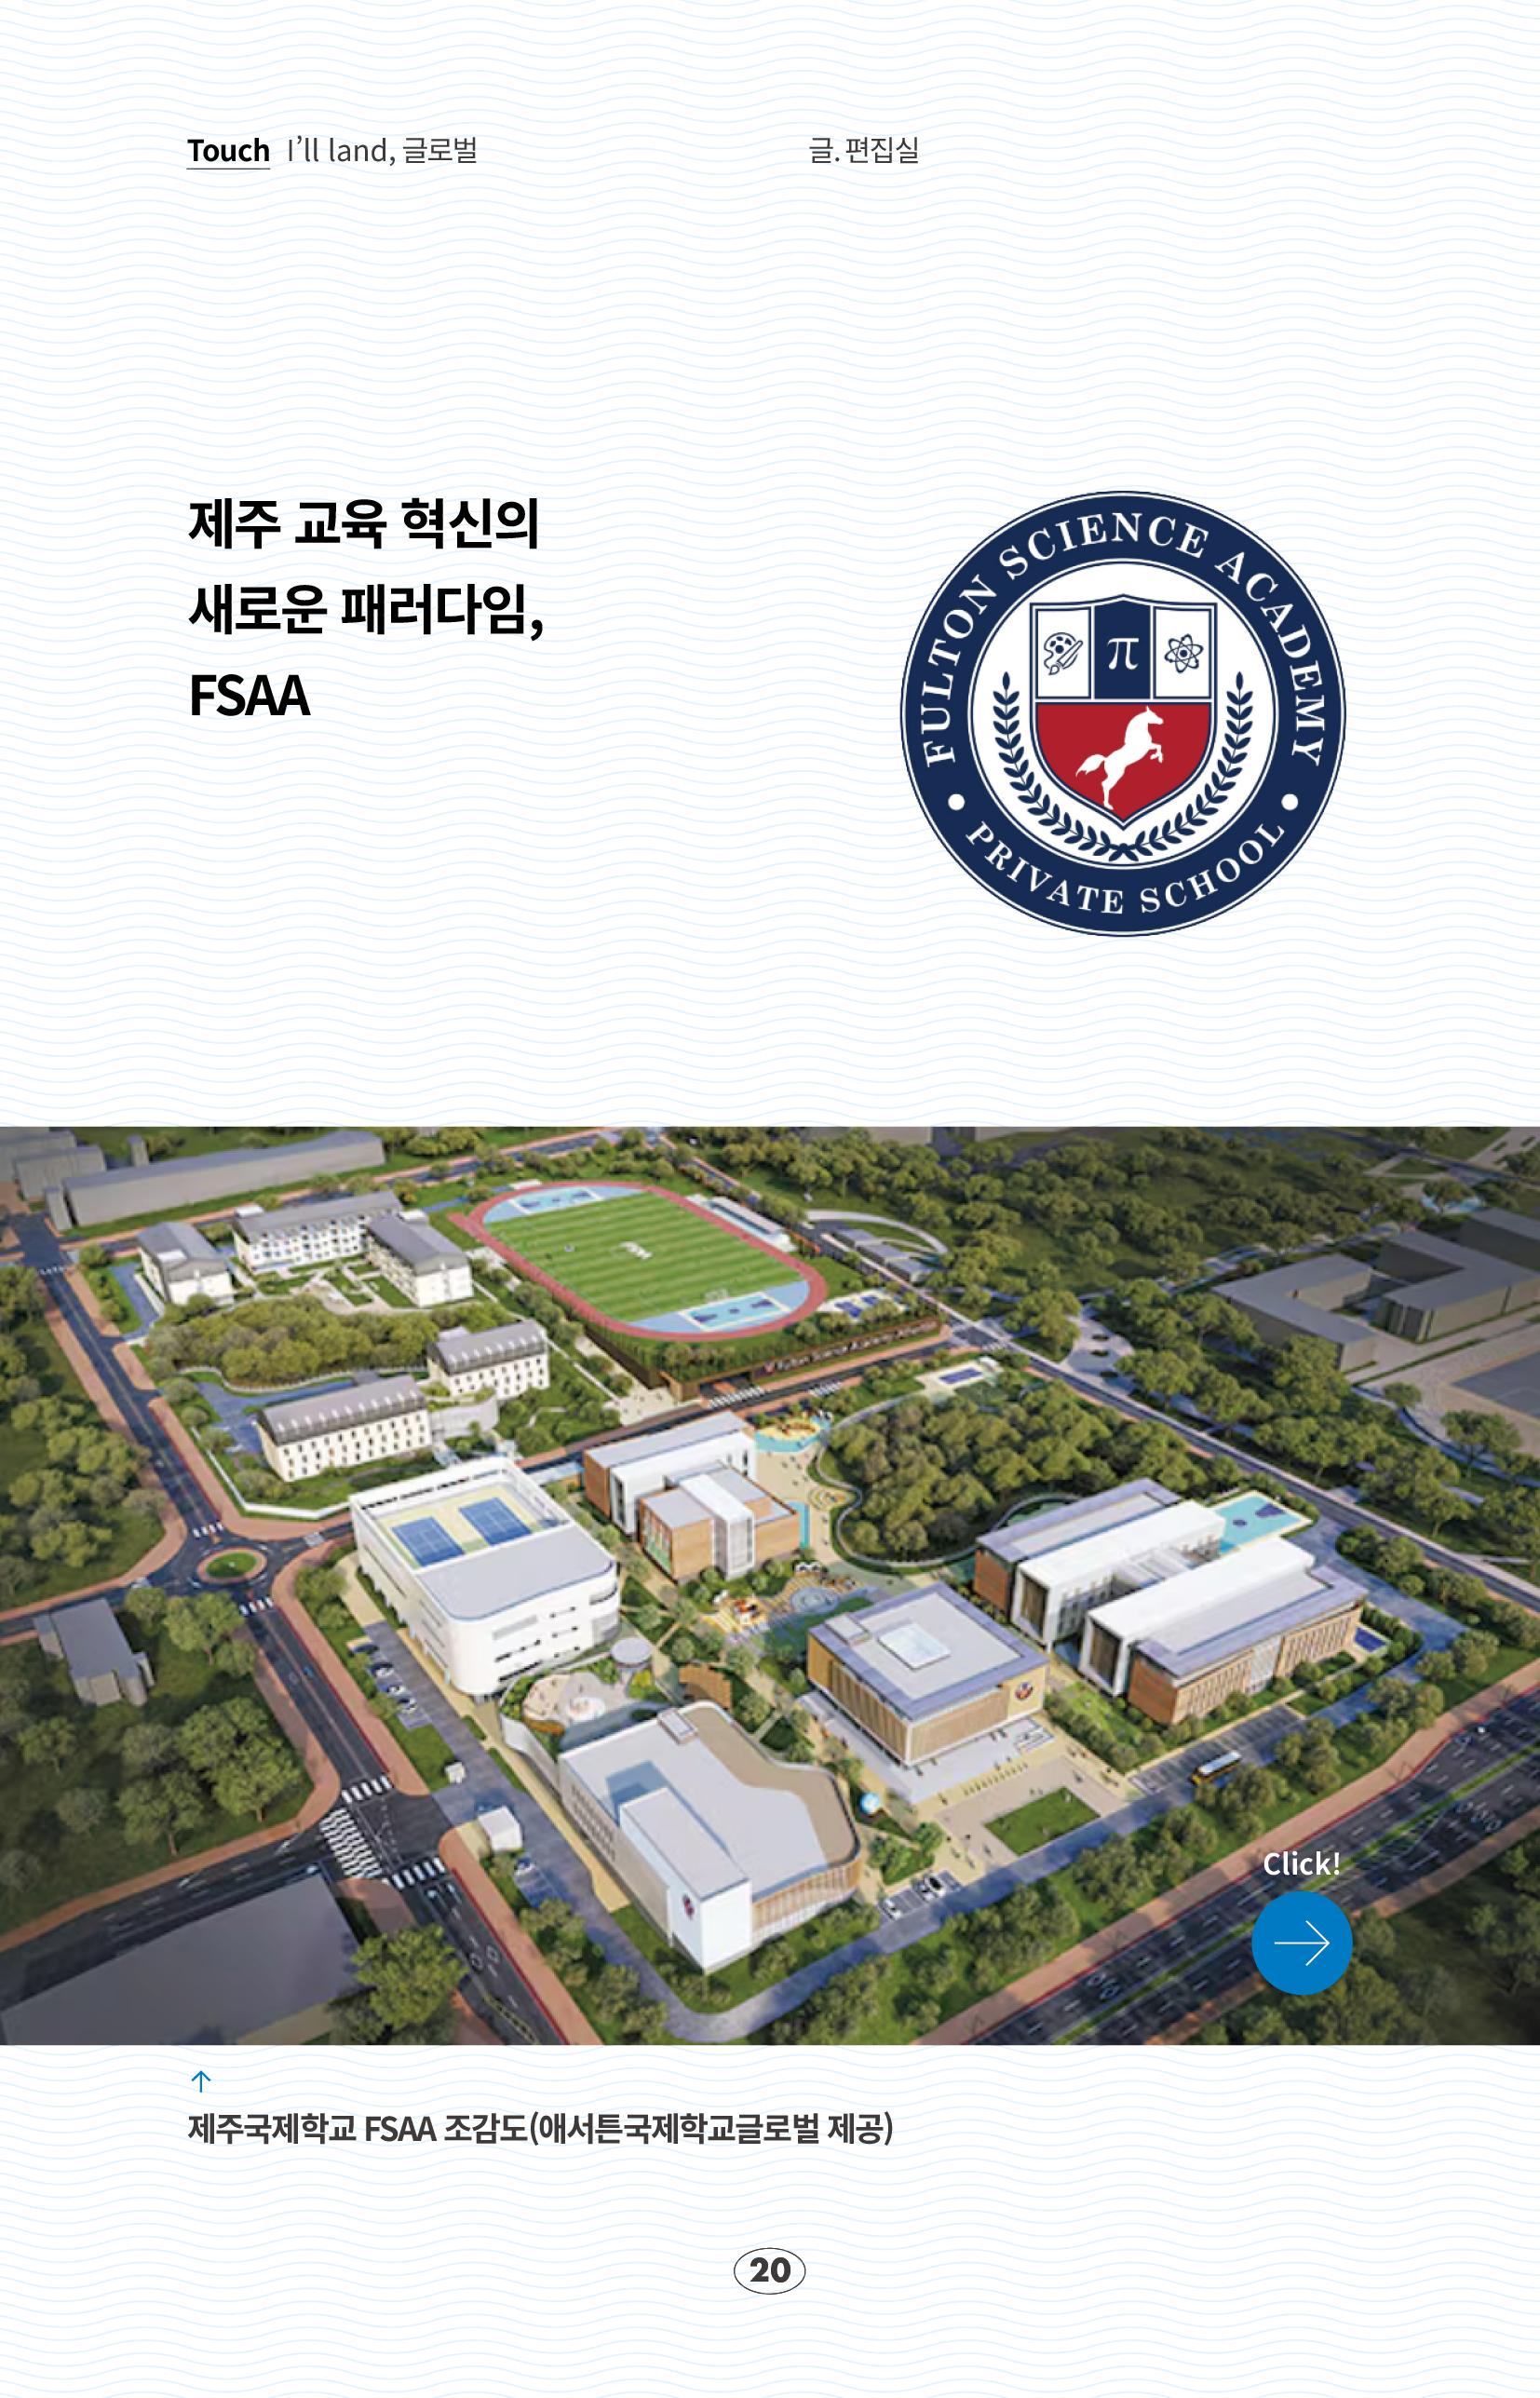 Touch I’ll land, 글로벌
글. 편집실
제주 교육 혁신의
새로운 패러다임,
FSAA
FULTON SCIENCE ACADEMY
π
PRIVATE SCHOOL
Click!
제주국제학교 FSAA 조감도(애서튼국제학교글로벌 제공)
20